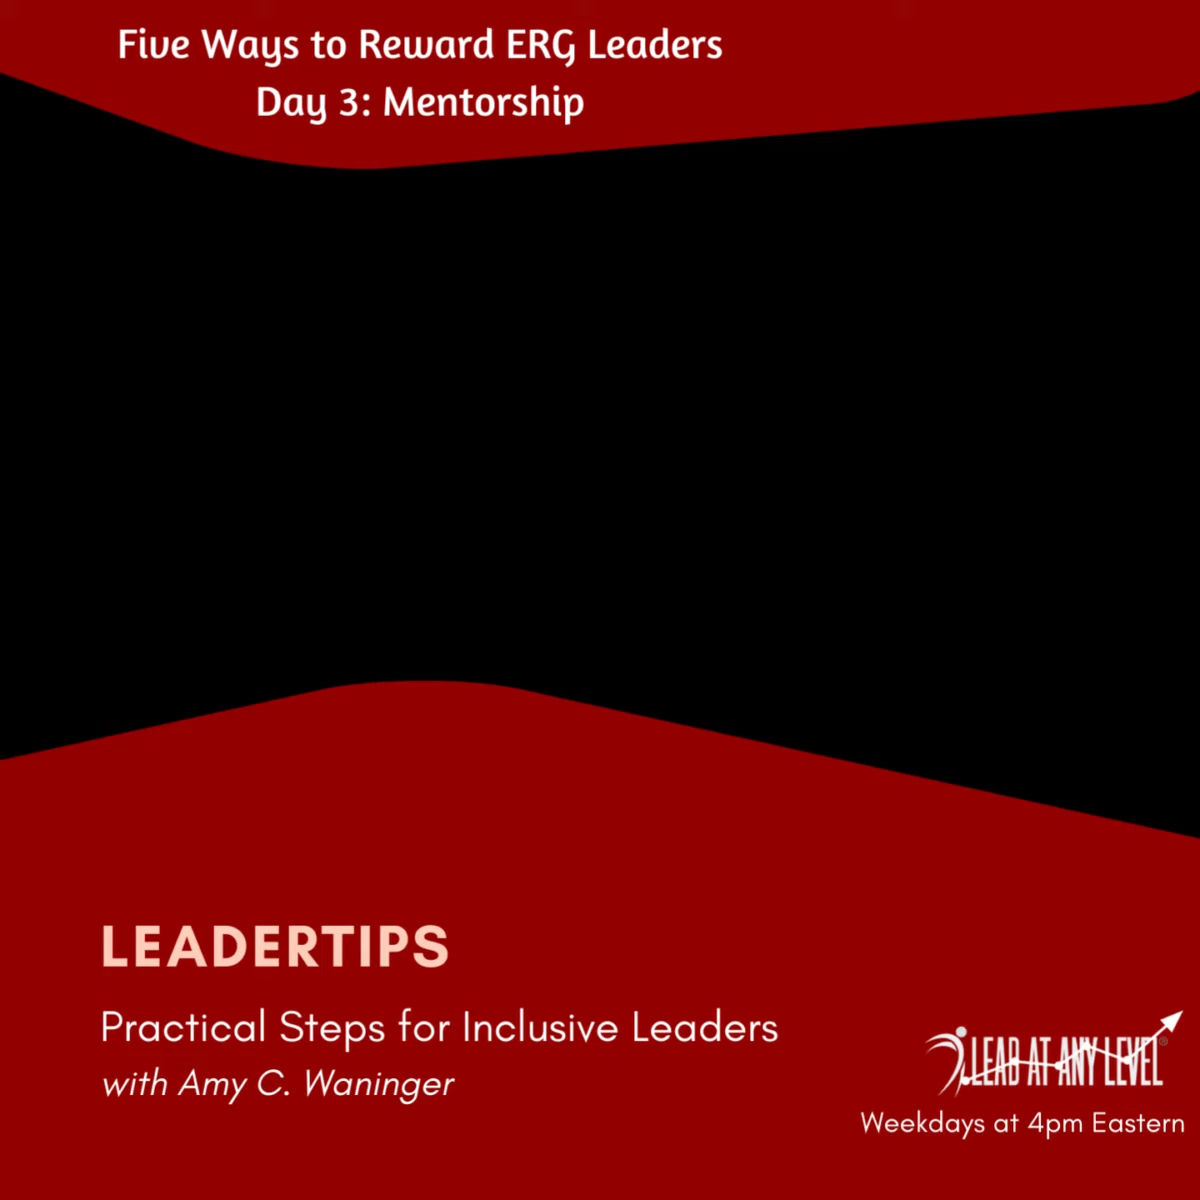 Five Ways to Reward ERG Leaders
Day 3: Mentorship
LEADERTIPS
Practical Steps for Inclusive Leaders
with Amy C. Waninger
LEAD AT ANY LEVEL®
Weekdays at 4pm Eastern